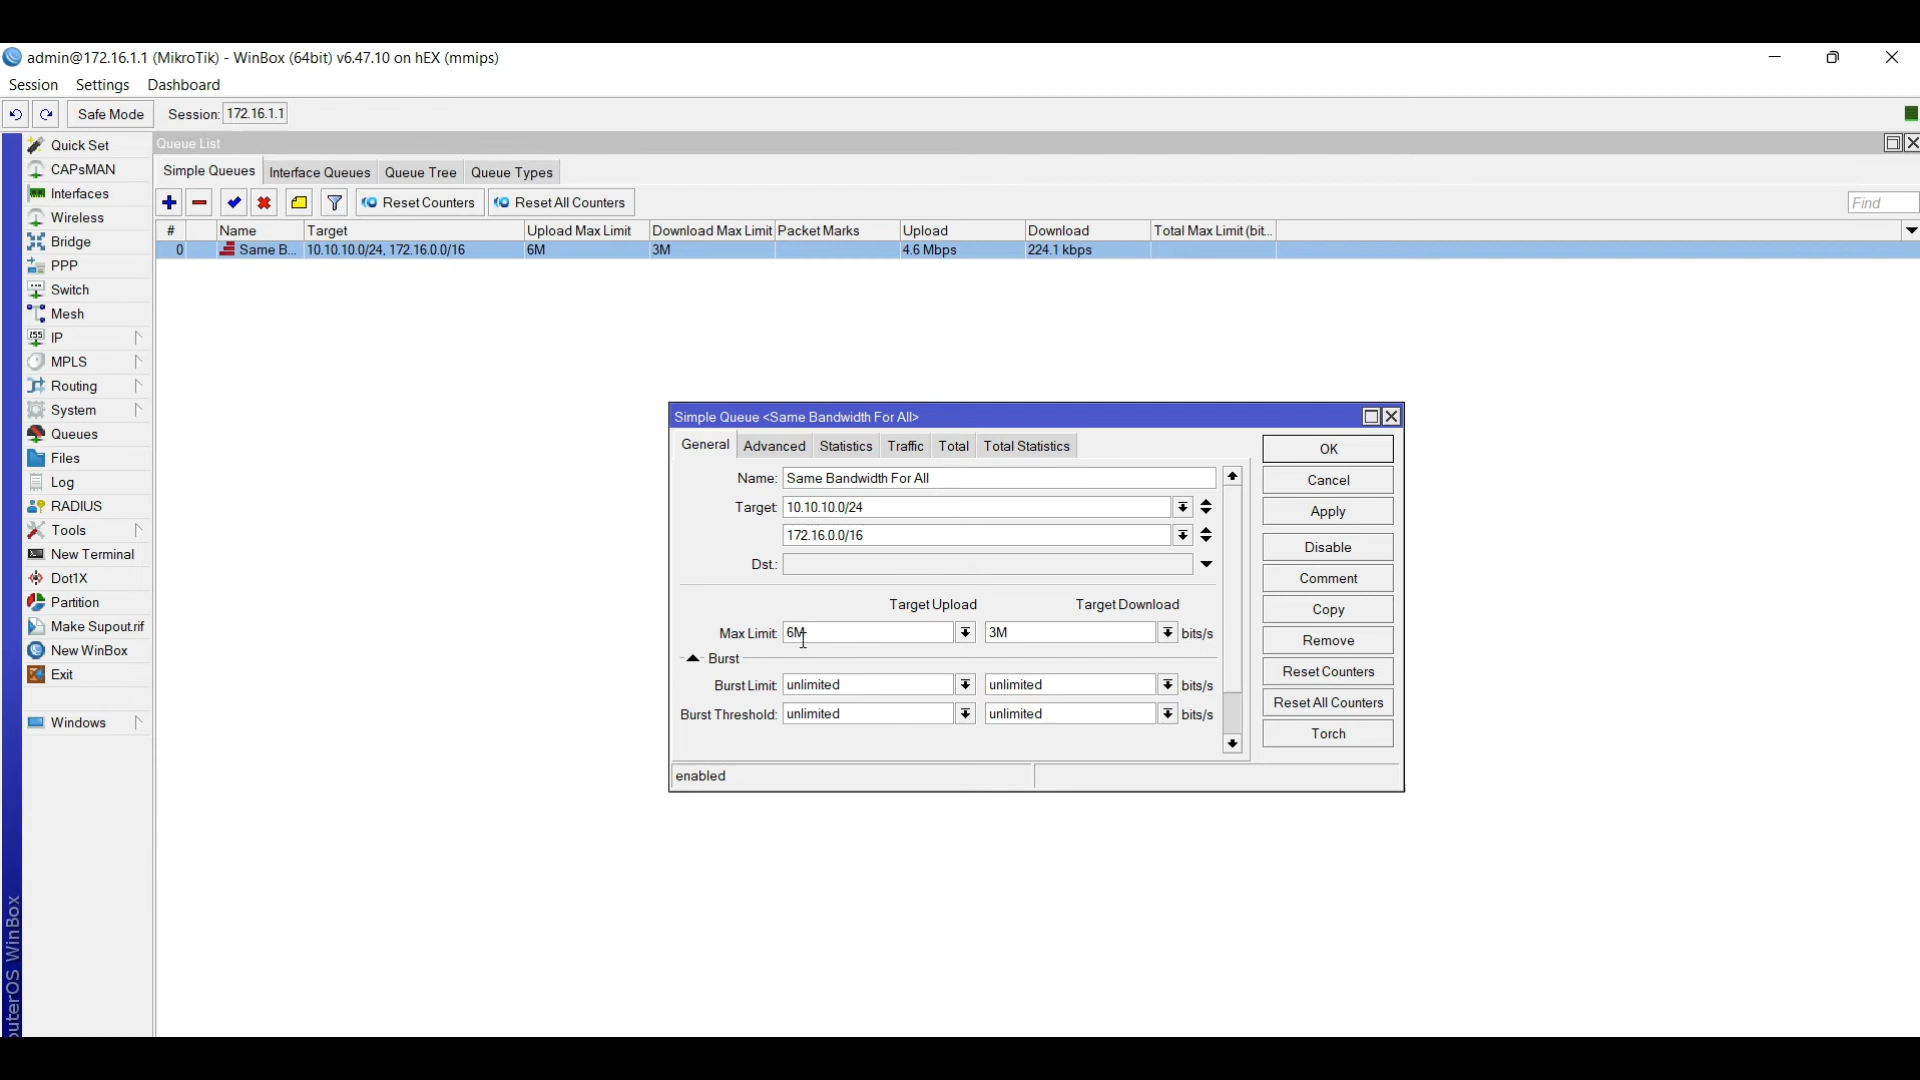 admin@172.16.1.1 (MikroTik) - WinBox (64bit) v6.47.10 on hEX (mmips)
Session Settings Dashboard
Safe Mode Session: 172.16.1.1
Quick Set
CAPsMAN
Interfaces
Wireless
Bridge
PPP
Switch
Mesh
IP
MPLS
Routing
System
Queues
Files
Log
RADIUS
Tools
New Terminal
Dot1X
Partition
Make Supout.rif
New WinBox
Exit
Windows
uterOS WinBox
Queue List
Simple Queues Interface Queues Queue Tree Queue Types
Reset Counters Reset All Counters Find
# Name Target Upload Max Limit Download Max Limit Packet Marks Upload Download Total Max Limit (bit...
0 Same B... 10.10.10.0/24, 172.16.0.0/16 6M 3M 4.6 Mbps 224.1 kbps
Simple Queue <Same Bandwidth For All>
General Advanced Statistics Traffic Total Total Statistics
Name: Same Bandwidth For All
Target: 10.10.10.0/24
172.16.0.0/16
Dst.:
Target Upload Target Download
Max Limit: 6M 3M bits/s
Burst
Burst Limit: unlimited unlimited bits/s
Burst Threshold: unlimited unlimited bits/s
enabled
OK
Cancel
Apply
Disable
Comment
Copy
Remove
Reset Counters
Reset All Counters
Torch